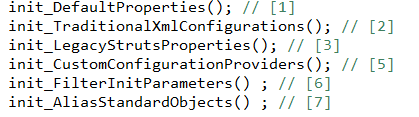 init_DefaultProperties(); // [1]
init_TraditionalXmlConfigurations(); // [2]
init_LegacyStrutsProperties(); // [3]
init_CustomConfigurationProviders(); // [5]
init_FilterInitParameters() ; // [6]
init_AliasStandardObjects() ; // [7]